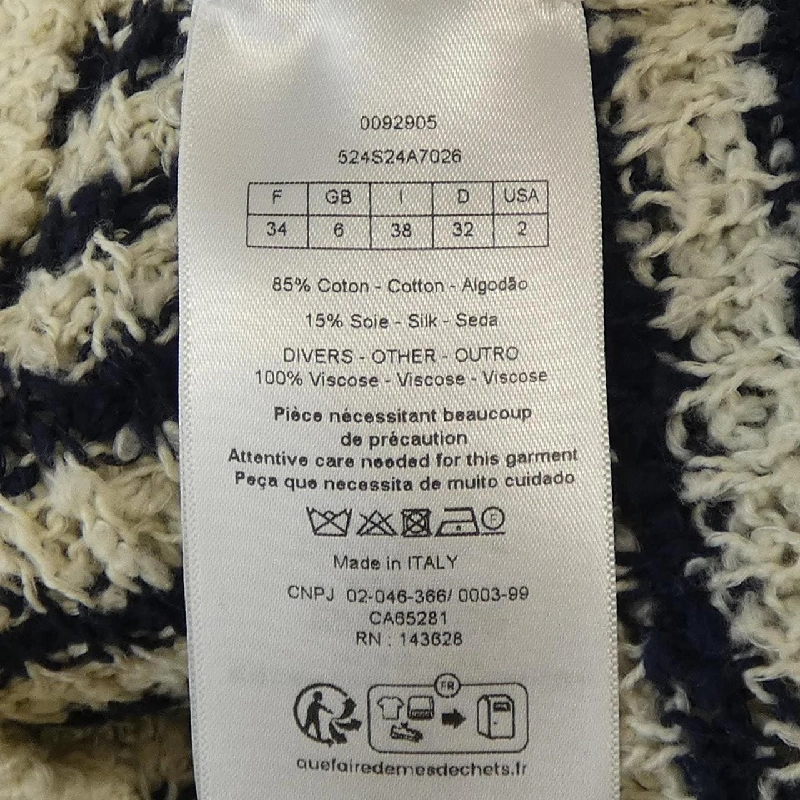 0092905
524S24A7026
F GB I D USA
34 6 38 32 2
85% Coton - Cotton - Algodão
15% Soie - Silk - Seda
DIVERS - OTHER - OUTRO
100% Viscose - Viscose - Viscose
Pièce nécessitant beaucoup
de précaution
Attentive care needed for this garment
Peça que necessita de muito cuidado
F
Made in ITALY
CNPJ 02-046-366/ 0003-99
CA65281
RN : 143628
FR
quefairedemesdechets.fr